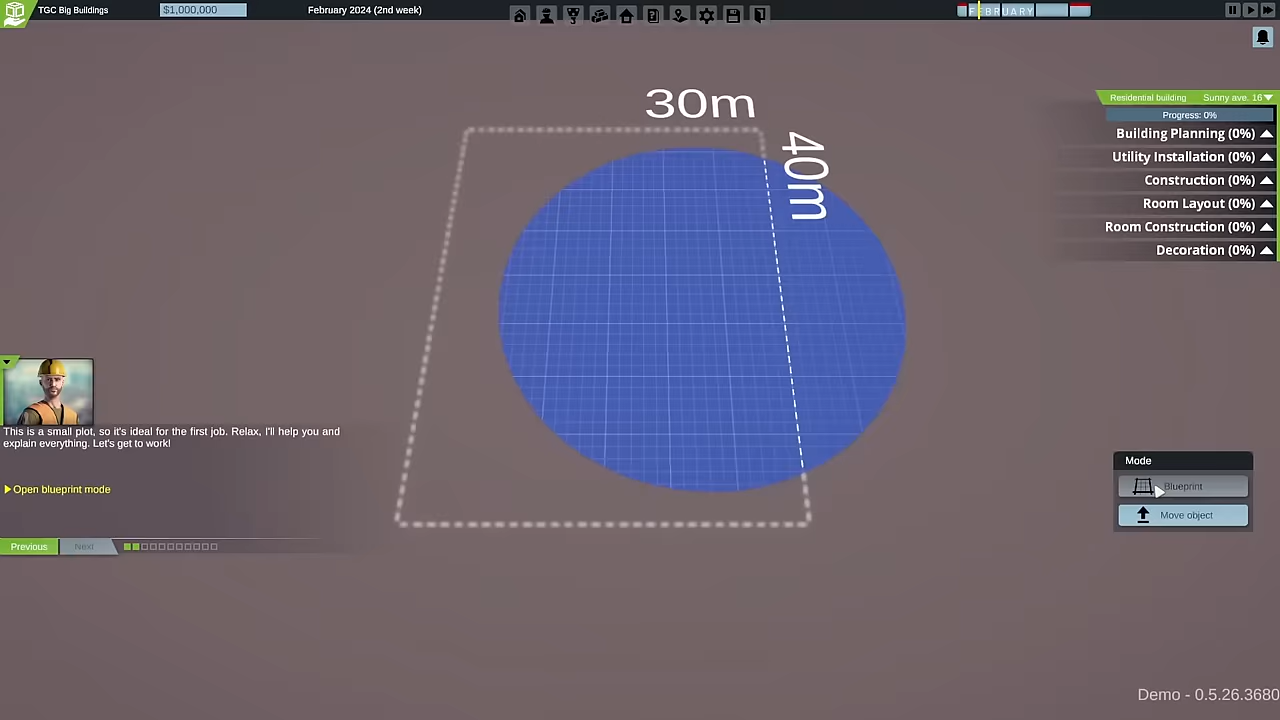 TGC Big Buildings
$1,000,000
February 2024 (2nd week)
FEBRUARY
30m
40m
Residential building
Sunny ave. 16
Progress: 0%
Building Planning (0%)
Utility Installation (0%)
Construction (0%)
Room Layout (0%)
Room Construction (0%)
Decoration (0%)
This is a small plot, so it's ideal for the first job. Relax, I'll help you and
explain everything. Let's get to work!
Open blueprint mode
Previous
Next
Mode
Blueprint
Move object
Demo - 0.5.26.3680